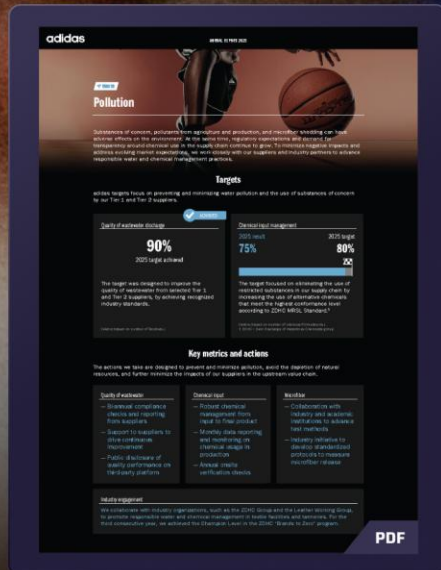 adidas
Pollution
Substances of concern, pollutants from agriculture and production, and microfiber shedding can have
adverse effects on the environment. At the same time, regulatory expectations and demand for
transparency around chemical use in the supply chain continue to grow. To minimize negative impacts and
address evolving market expectations, we work closely with our suppliers and industry partners to advance
responsible water and chemical management practices.
Targets
adidas targets focus on preventing and minimizing water pollution and the use of substances of concern
by our Tier 1 and Tier 2 suppliers.
Quality of wastewater discharge
90%
2025 target achieved
The target was designed to improve the
quality of wastewater from selected Tier 1
and Tier 2 suppliers, by achieving recognized
industry standards.
Chemical input management
2025 result
2025 target
75%
80%
The target focused on eliminating the use of
restricted substances in our supply chain by
increasing the use of alternative chemicals
that meet the highest conformance level
according to ZDHC MRSL Standard.
Key metrics and actions
The actions we take are designed to prevent and minimize pollution, avoid the depletion of natural
resources, and further minimize the impacts of our suppliers in the upstream value chain.
Quality of wastewater
— Biannual compliance
checks and reporting
from suppliers
— Support to suppliers to
drive continuous
improvement
— Public disclosure of
quality performance on
third-party platform
Chemical input
— Robust chemical
management from
input to final product
— Monthly data reporting
and monitoring on
chemical usage in
production
— Annual onsite
verification checks
Microfiber
— Collaboration with
industry and academic
institutions to advance
test methods
— Industry initiative to
develop standardized
protocols to measure
microfiber release
Industry engagement
We collaborate with industry organizations, such as the ZDHC Group and the Leather Working Group,
to promote responsible water and chemical management in textile facilities and tanneries. For the
third consecutive year, we achieved the Champion Level in the ZDHC "Brands to Zero" program.
PDF